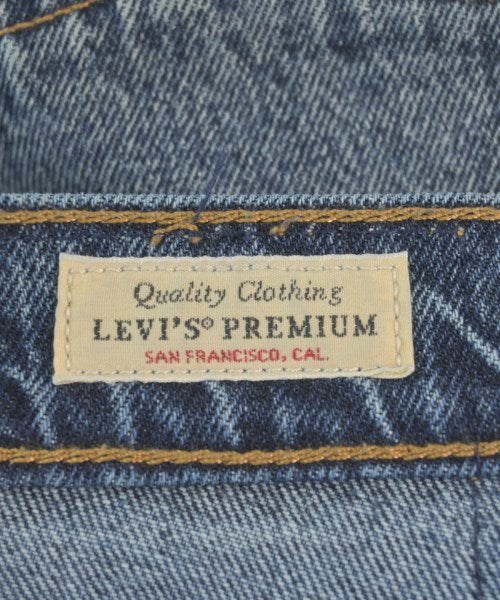 Quality Clothing
LEVI'S® PREMIUM
SAN FRANCISCO, CAL.